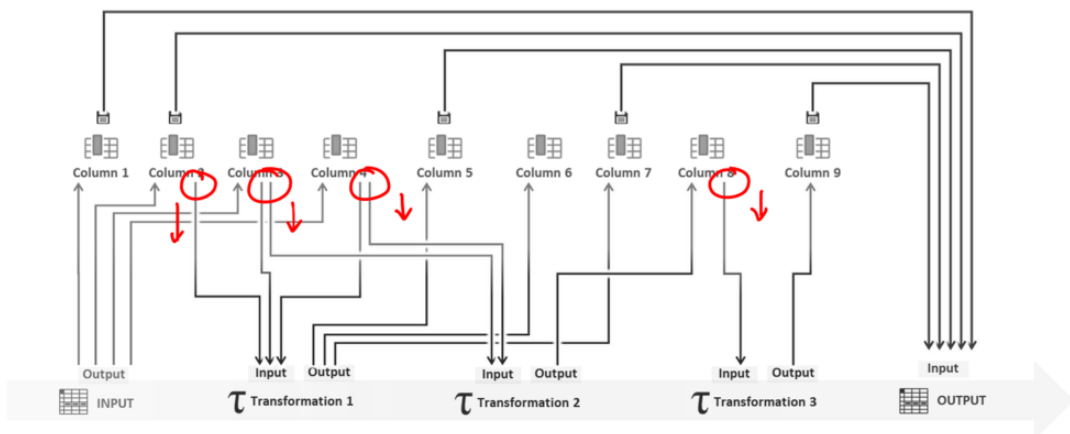 Column 1
Column 2
Column 3
Column 4
Column 5
Column 6
Column 7
Column 8
Column 9
Output
Input
Output
Input
Output
Input
Output
Input
INPUT
τ Transformation 1
τ Transformation 2
τ Transformation 3
OUTPUT